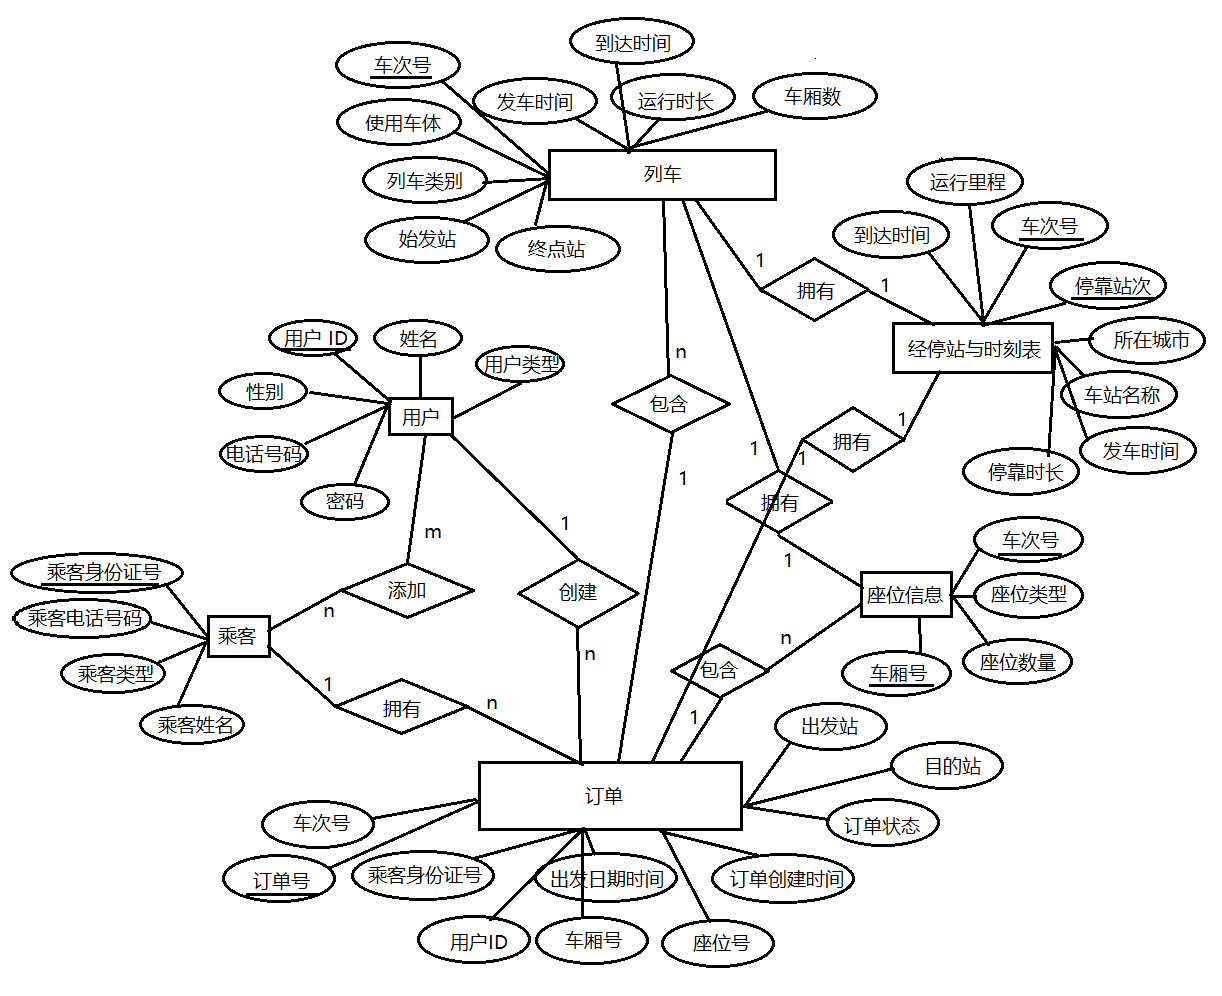 到达时间
车次号
发车时间
运行时长
车厢数
使用车体
列车类别
列车
始发站
终点站
运行里程
到达时间
车次号
停靠站次
1
拥有
1
所在城市
经停站与时刻表
车站名称
发车时间
停靠时长
用户 ID
姓名
用户类型
性别
用户
电话号码
密码
n
包含
1
1
拥有
1
1
拥有
1
车次号
座位类型
座位信息
座位数量
车厢号
m
添加
n
1
创建
n
乘客身份证号
乘客电话号码
乘客
乘客类型
乘客姓名
1
拥有
n
n
包含
1
出发站
目的站
订单状态
订单
车次号
订单号
乘客身份证号
出发日期时间
订单创建时间
用户ID
车厢号
座位号